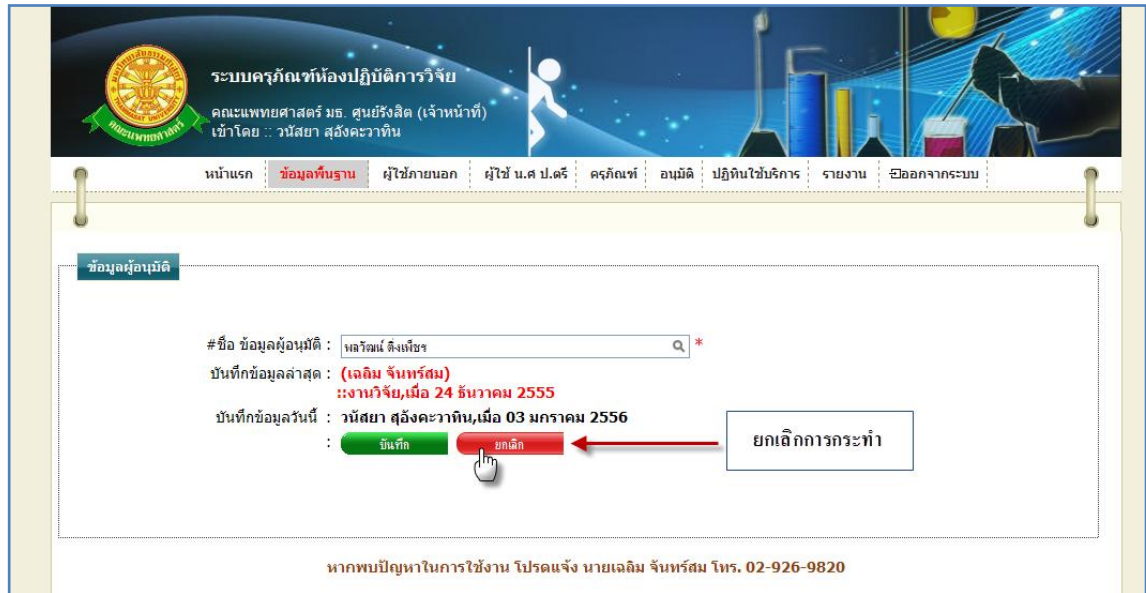 ระบบครุภัณฑ์ห้องปฏิบัติการวิจัย
คณะแพทยศาสตร์ มธ. ศูนย์รังสิต (เจ้าหน้าที่)
เข้าโดย :: วนัสยา สุอังคะวาทิน
หน้าแรก ข้อมูลพื้นฐาน ผู้ใช้ภายนอก ผู้ใช้ น.ศ ป.ตรี ครุภัณฑ์ อนุมัติ ปฏิทินใช้บริการ รายงาน ออกจากระบบ
ข้อมูลผู้อนุมัติ
#ชื่อ ข้อมูลผู้อนุมัติ : พลวัฒน์ ติ่งเพ็ชร *
บันทึกข้อมูลล่าสุด : (เฉลิม จันทร์สม)
::งานวิจัย,เมื่อ 24 ธันวาคม 2555
บันทึกข้อมูลวันนี้ : วนัสยา สุอังคะวาทิน,เมื่อ 03 มกราคม 2556
: บันทึก ยกเลิก
ยกเลิกการกระทำ
หากพบปัญหาในการใช้งาน โปรดแจ้ง นายเฉลิม จันทร์สม โทร. 02-926-9820